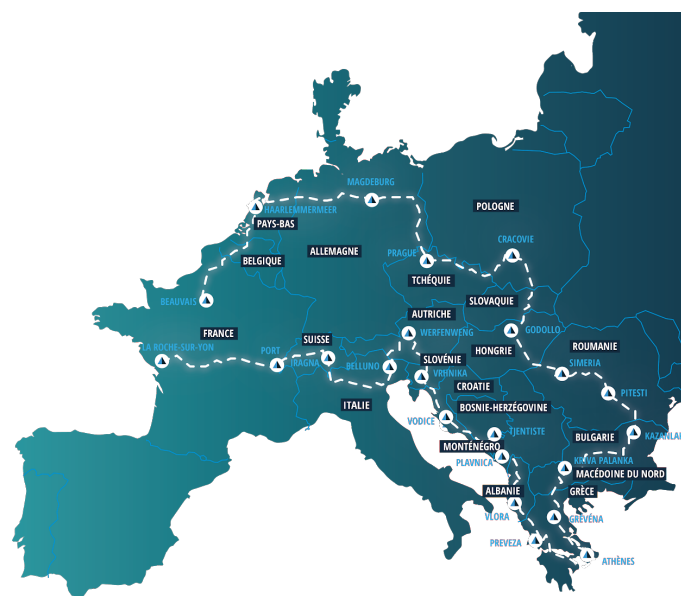 MAGDEBURG
POLOGNE
HAARLEMMERMEER
PAYS-BAS
CRACOVIE
ALLEMAGNE
PRAGUE
BELGIQUE
TCHÉQUIE
BEAUVAIS
SLOVAQUIE
AUTRICHE
FRANCE
WERFENWENG
GODOLLO
SUISSE
LA ROCHE-SUR-YON
ROUMANIE
PORT
HONGRIE
SLOVÉNIE
IRAGNA
BELLUNO
SIMERIA
VRHNIKA
CROATIE
PITESTI
ITALIE
BOSNIE-HERZÉGOVINE
VODICE
TJENTISTE
BULGARIE
KAZANLAK
MONTÉNÉGRO
PLAVNICA
KRIVA PALANKA
MACÉDOINE DU NORD
ALBANIE
GRÈCE
VLORA
GREVÉNA
PREVEZA
ATHÈNES